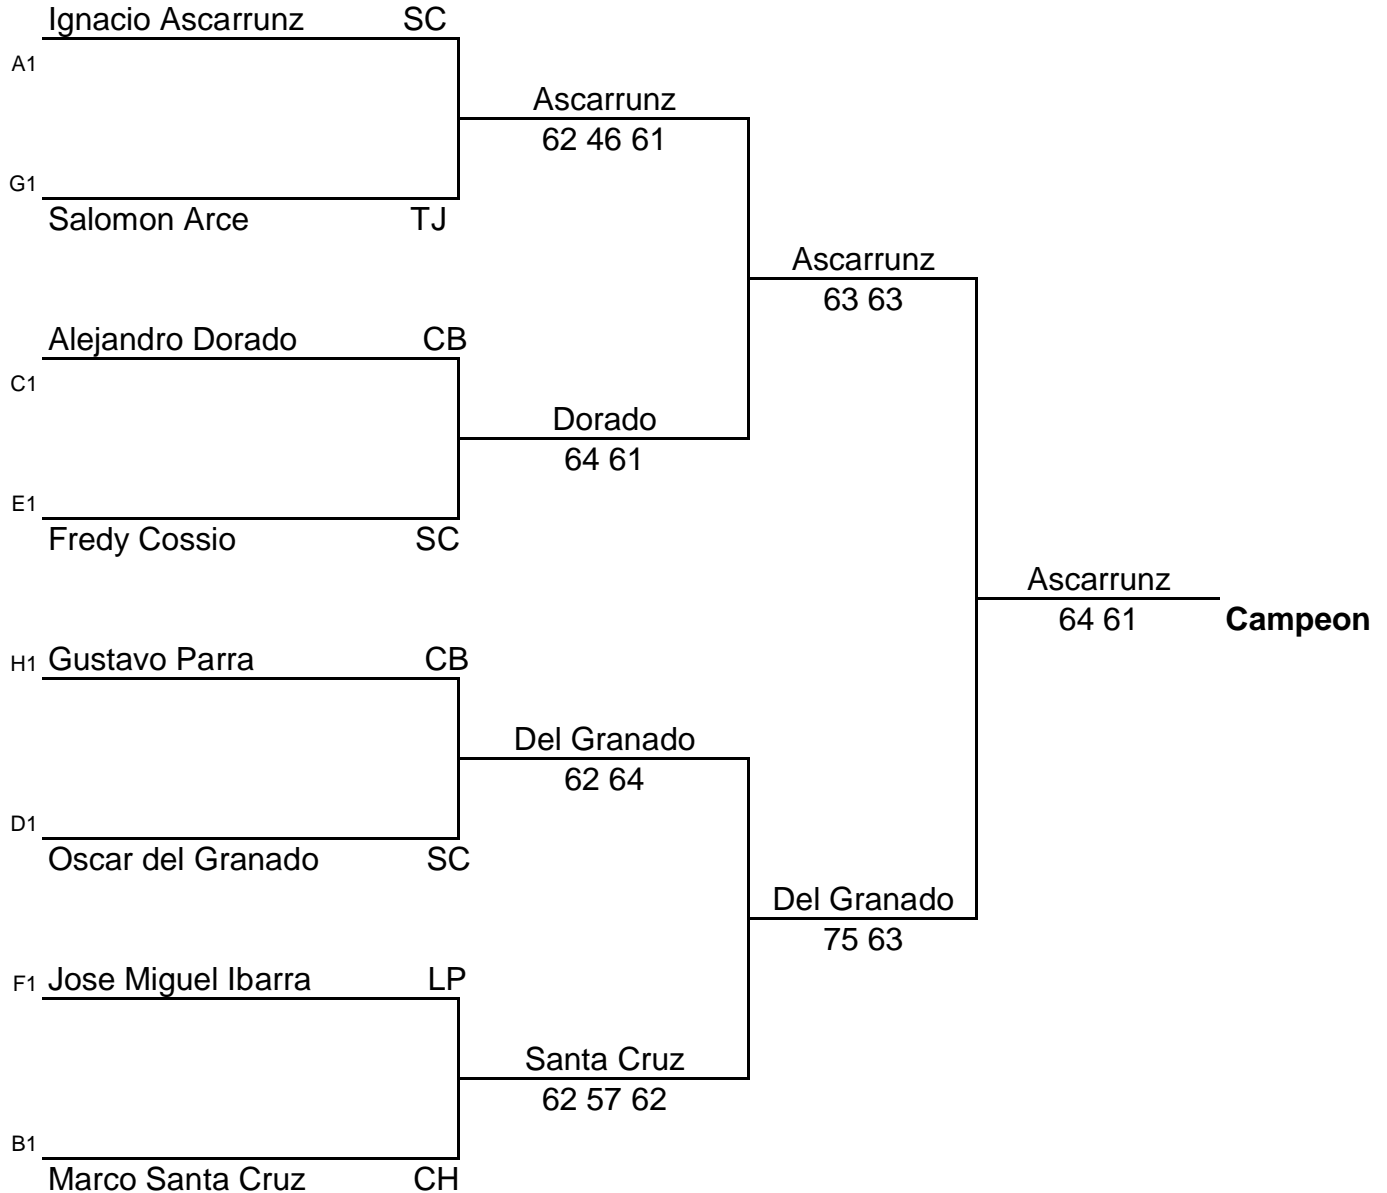 Ignacio Ascarrunz SC
A1
Ascarrunz
62 46 61
G1
Salomon Arce TJ
Ascarrunz
63 63
Alejandro Dorado CB
C1
Dorado
64 61
E1
Fredy Cossio SC
Ascarrunz
64 61 Campeon
H1 Gustavo Parra CB
Del Granado
62 64
D1
Oscar del Granado SC
Del Granado
75 63
F1 Jose Miguel Ibarra LP
Santa Cruz
62 57 62
B1
Marco Santa Cruz CH